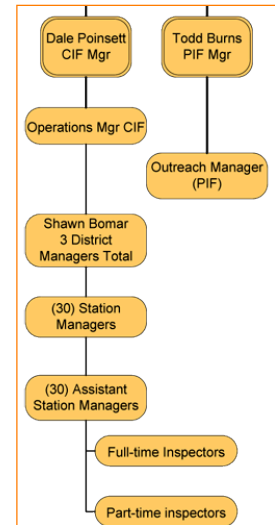 Dale Poinsett
CIF Mgr
Todd Burns
PIF Mgr
Operations Mgr CIF
Outreach Manager
(PIF)
Shawn Bomar
3 District
Managers Total
(30) Station
Managers
(30) Assistant
Station Managers
Full-time Inspectors
Part-time inspectors